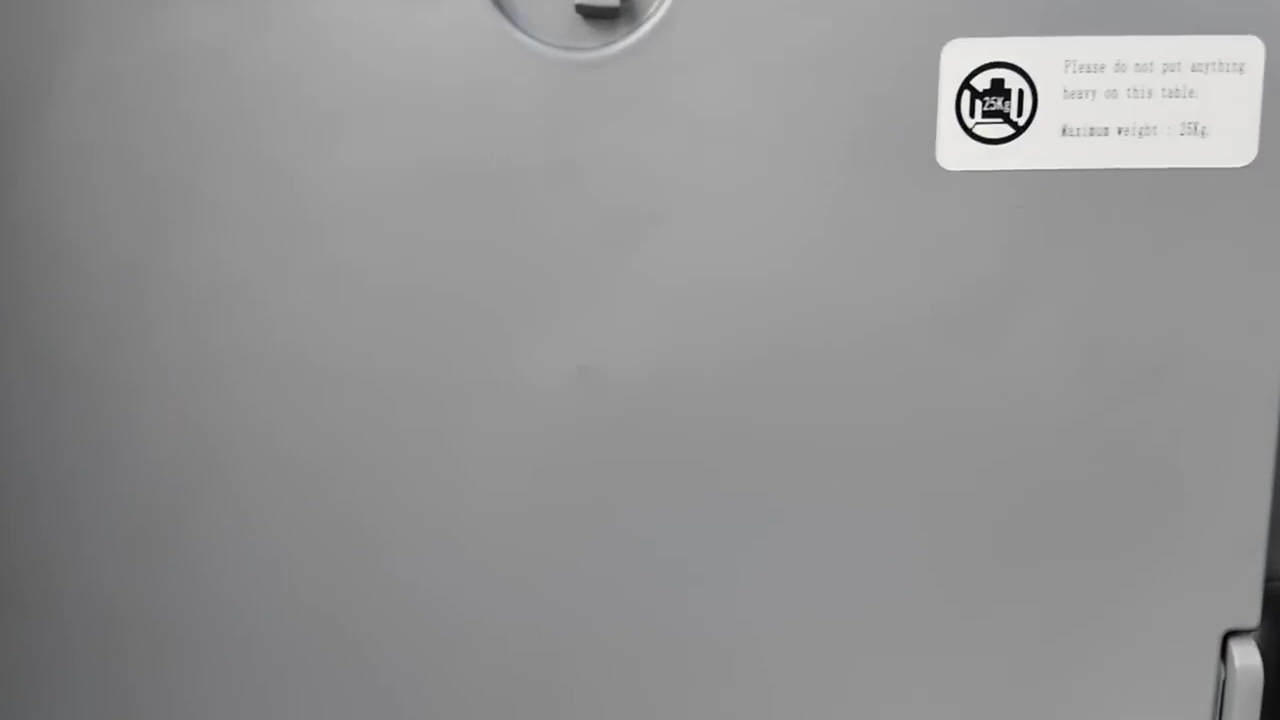 25Kg
Please do not put anything
heavy on this table.
Maximum weight : 25Kg.